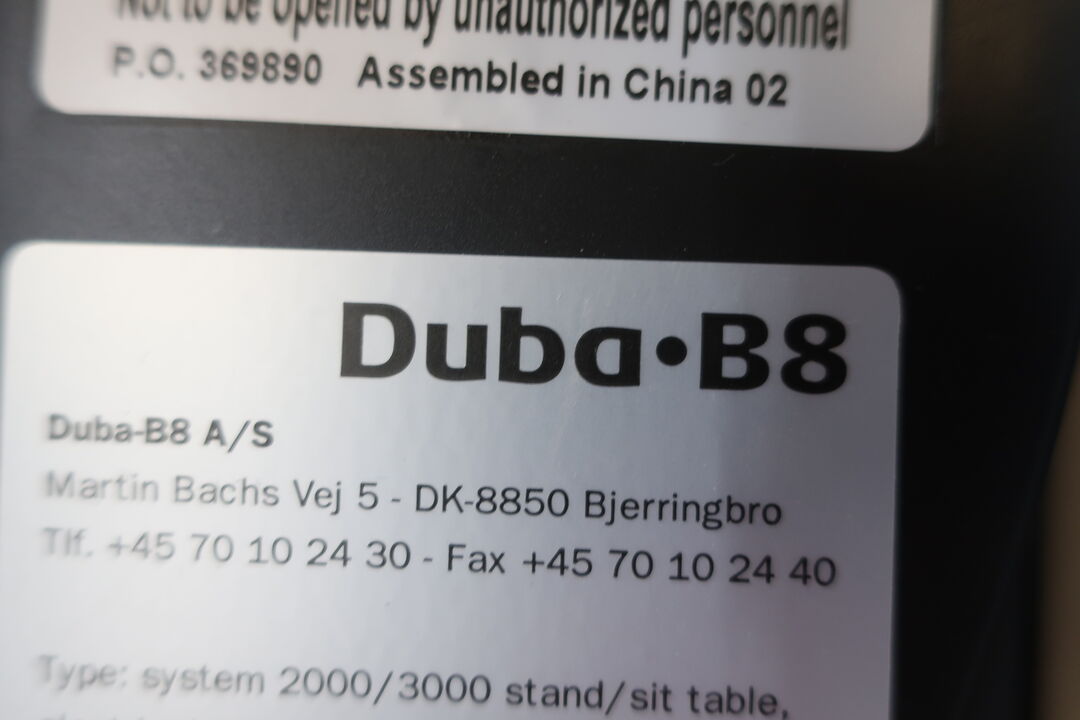 Not to be opened by unauthorized personnel
P.O. 369890 Assembled in China 02
Duba•B8
Duba-B8 A/S
Martin Bachs Vej 5 - DK-8850 Bjerringbro
Tlf. +45 70 10 24 30 - Fax +45 70 10 24 40
Type: system 2000/3000 stand/sit table,